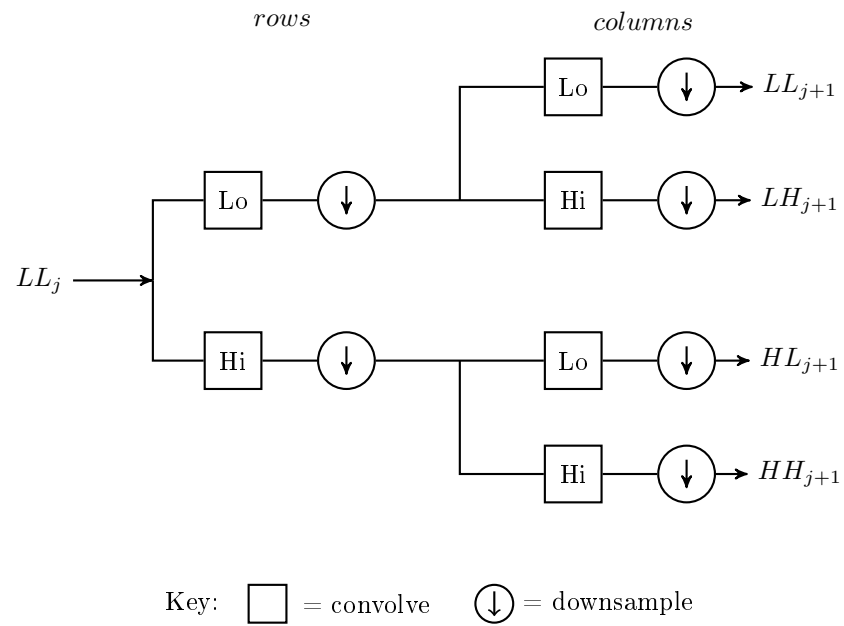 rows columns
Lo LL_{j+1}
Lo Hi LH_{j+1}
LL_j
Hi Lo HL_{j+1}
Hi HH_{j+1}
Key: = convolve = downsample